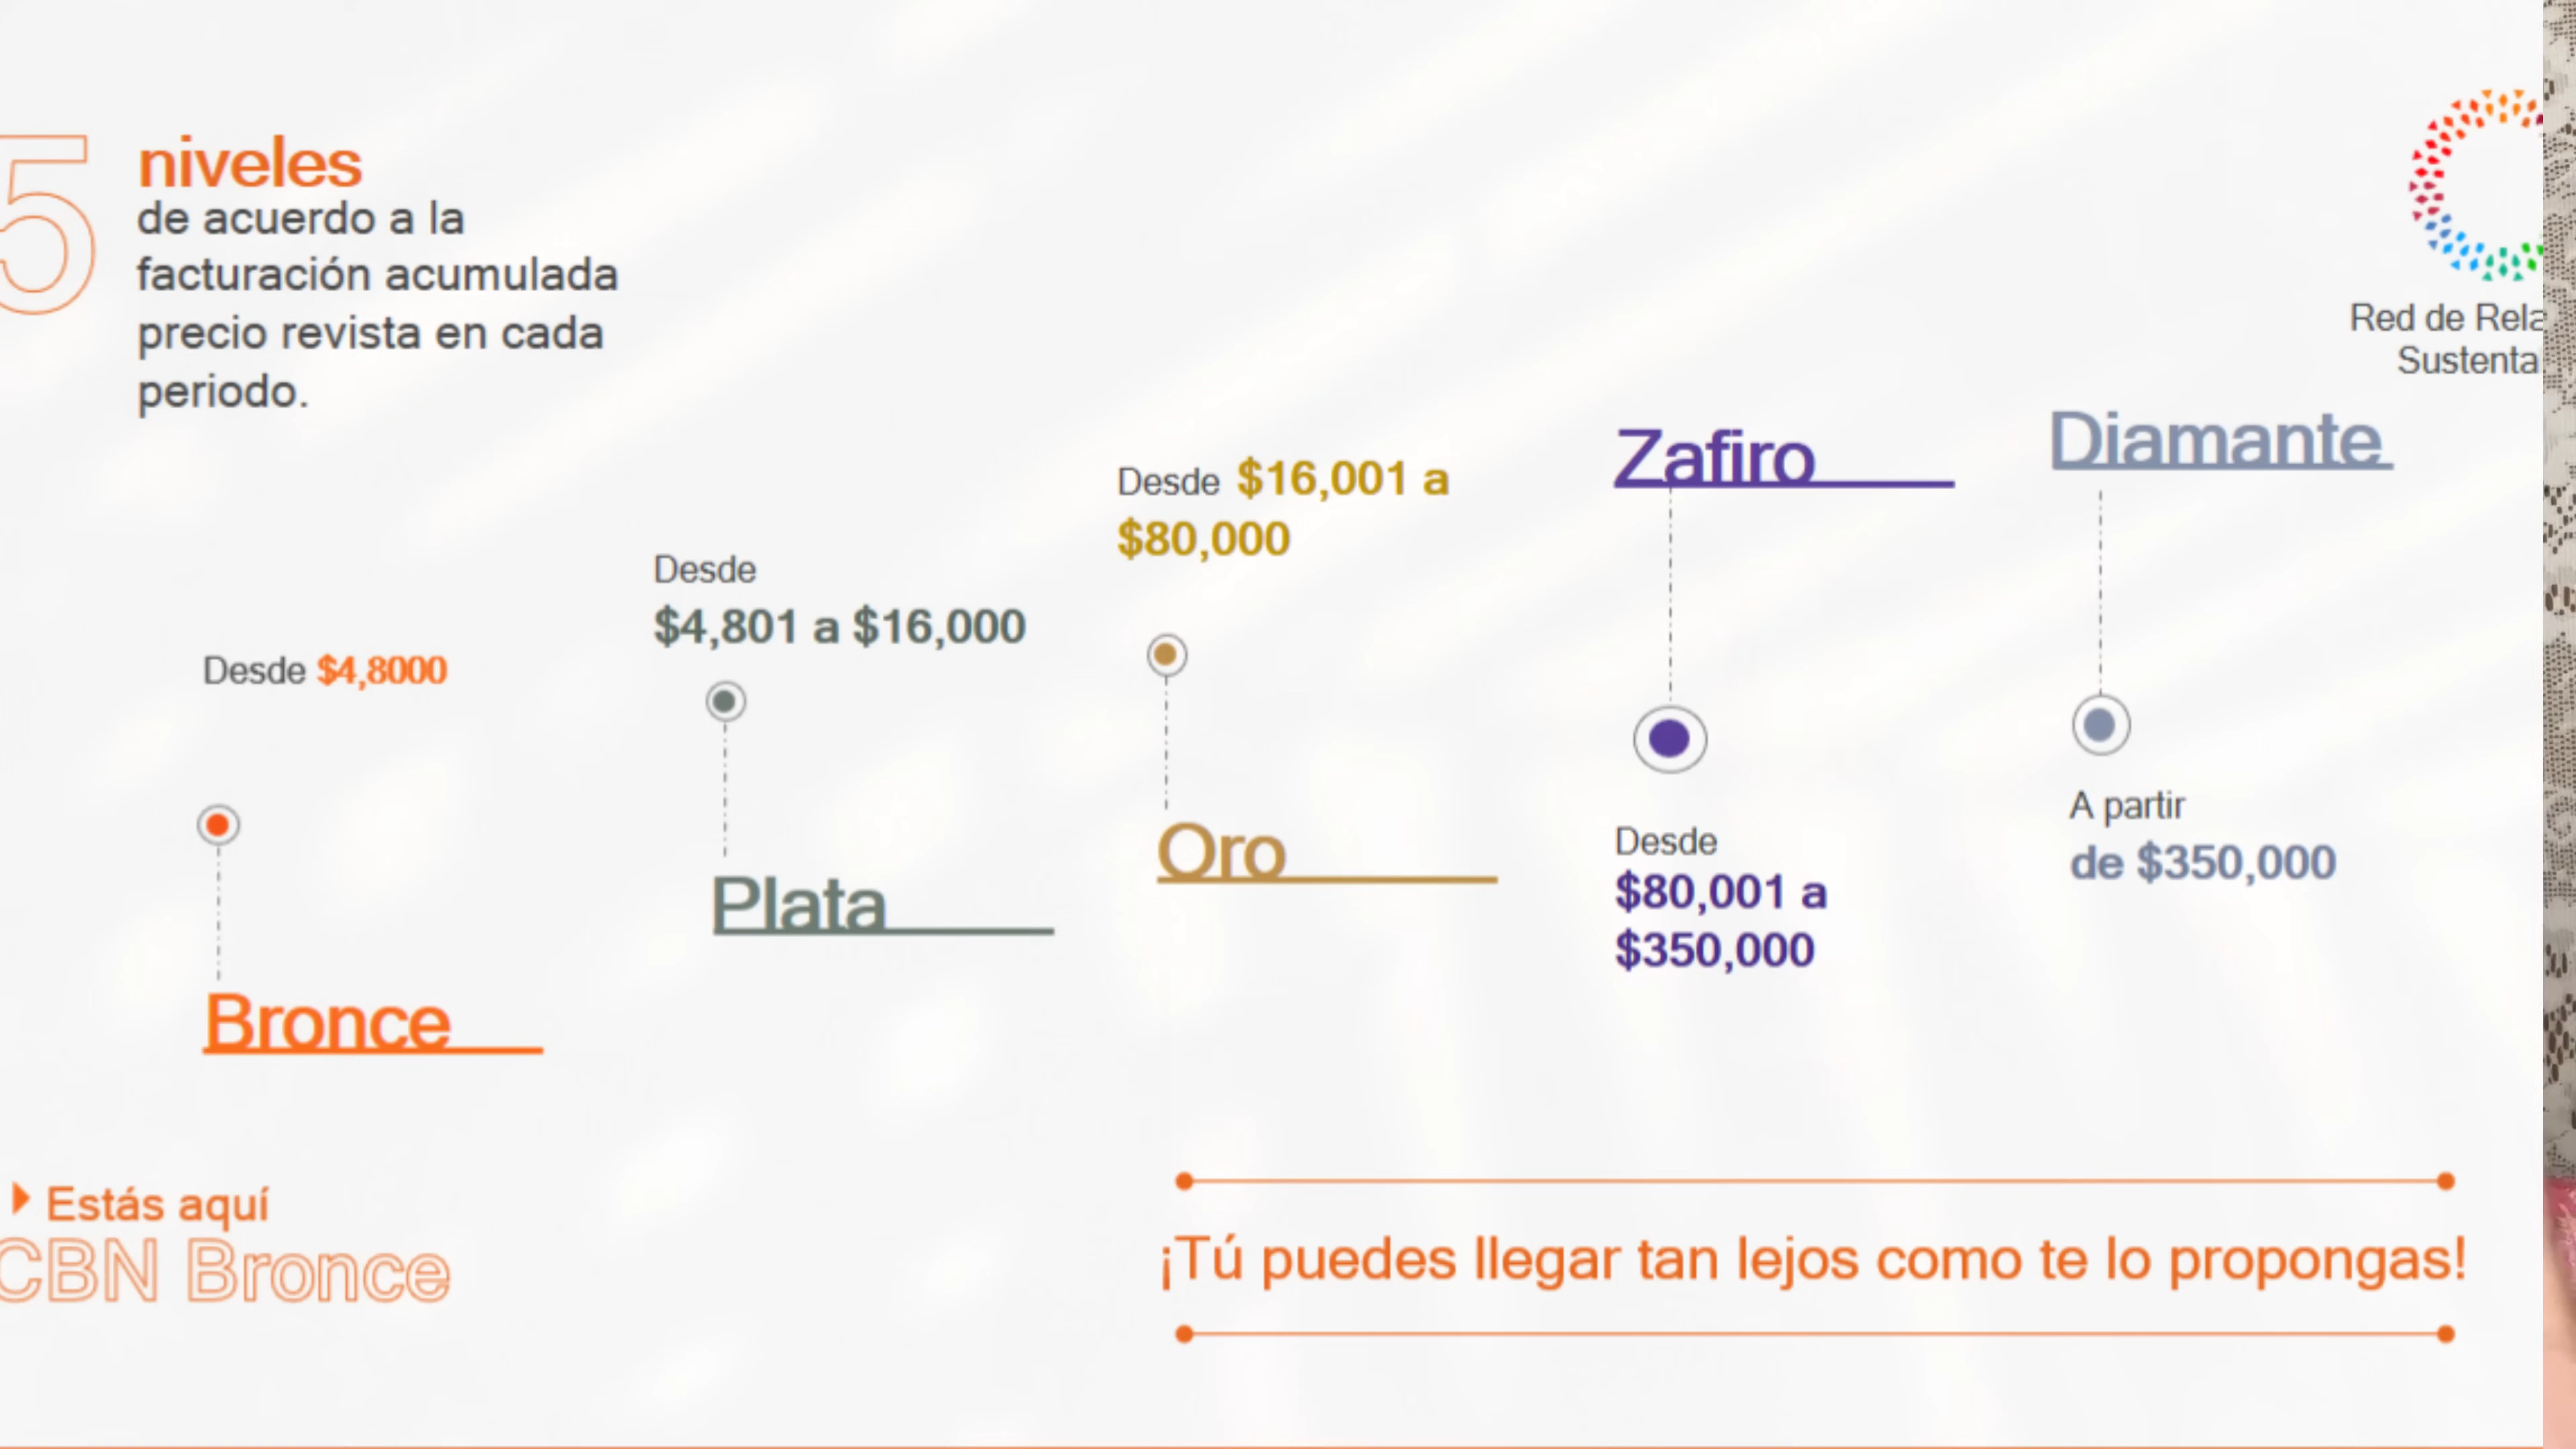 5 niveles
de acuerdo a la
facturación acumulada
precio revista en cada
periodo.
Red de Rela
Sustenta
Diamante
Zafiro
Desde $16,001 a
$80,000
Desde
$4,801 a $16,000
Desde $4,8000
A partir
de $350,000
Desde
$80,001 a
$350,000
Oro
Plata
Bronce
Estás aquí
CBN Bronce
¡Tú puedes llegar tan lejos como te lo propongas!